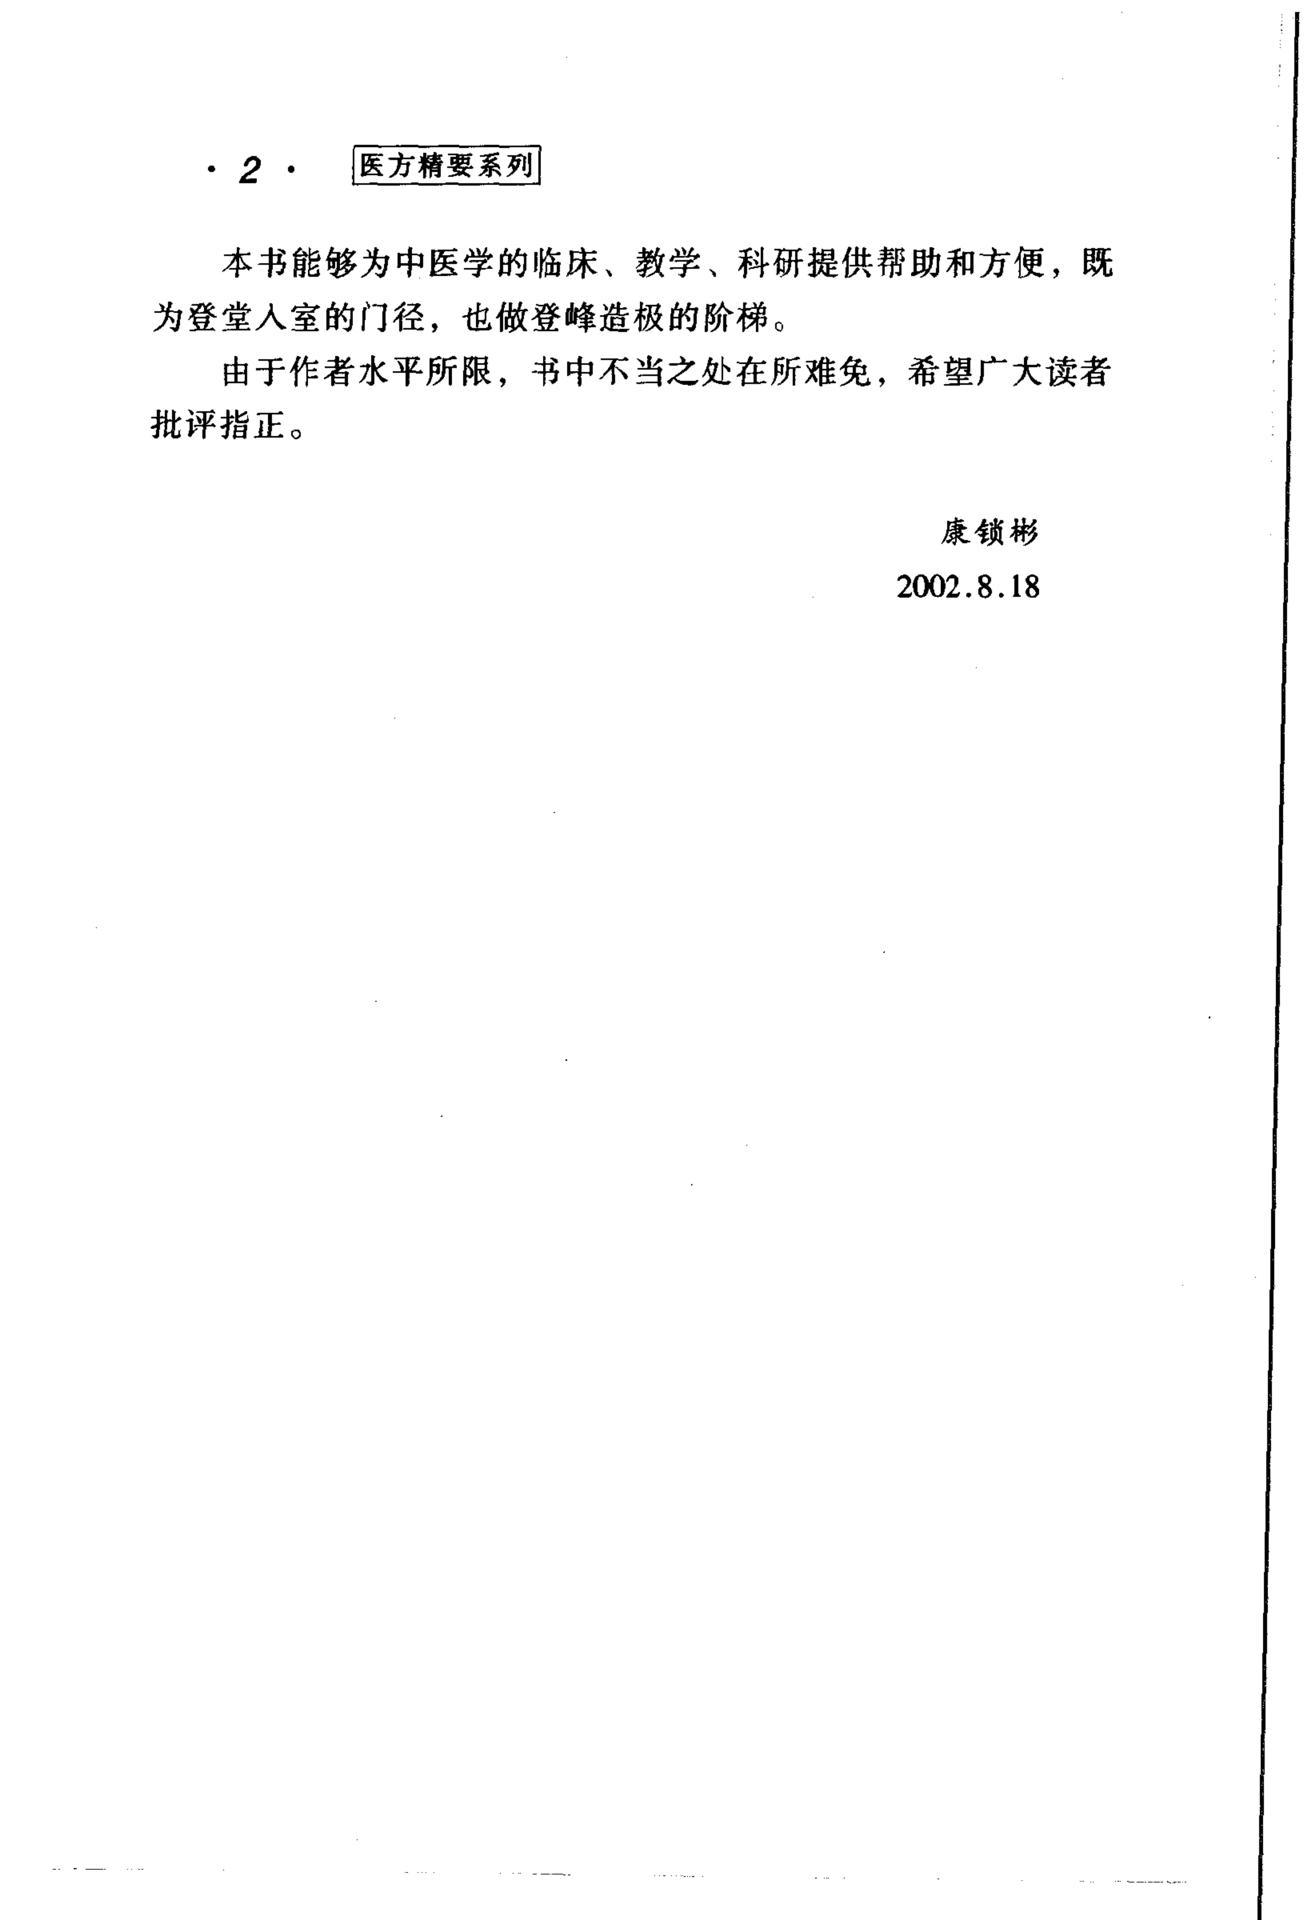 · 2 · 医方精要系列
本书能够为中医学的临床、教学、科研提供帮助和方便，既
为登堂入室的门径，也做登峰造极的阶梯。
由于作者水平所限，书中不当之处在所难免，希望广大读者
批评指正。
康锁彬
2002.8.18